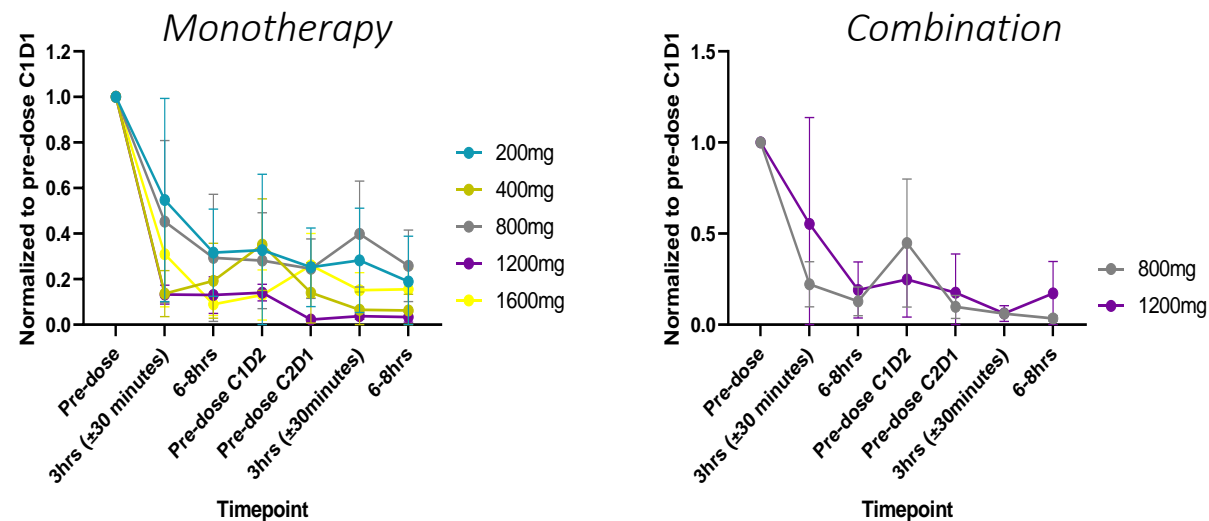 Monotherapy
Normalized to pre-dose C1D1
1.2
1.0
0.8
0.6
0.4
0.2
0.0
Pre-dose
3hrs (±30 minutes)
6-8hrs
Pre-dose C1D2
Pre-dose C2D1
3hrs (±30minutes)
6-8hrs
Timepoint
200mg
400mg
800mg
1200mg
1600mg
Combination
Normalized to pre-dose C1D1
1.5
1.0
0.5
0.0
Pre-dose
3hrs (±30 minutes)
6-8hrs
Pre-dose C1D2
Pre-dose C2D1
3hrs (±30minutes)
6-8hrs
Timepoint
800mg
1200mg